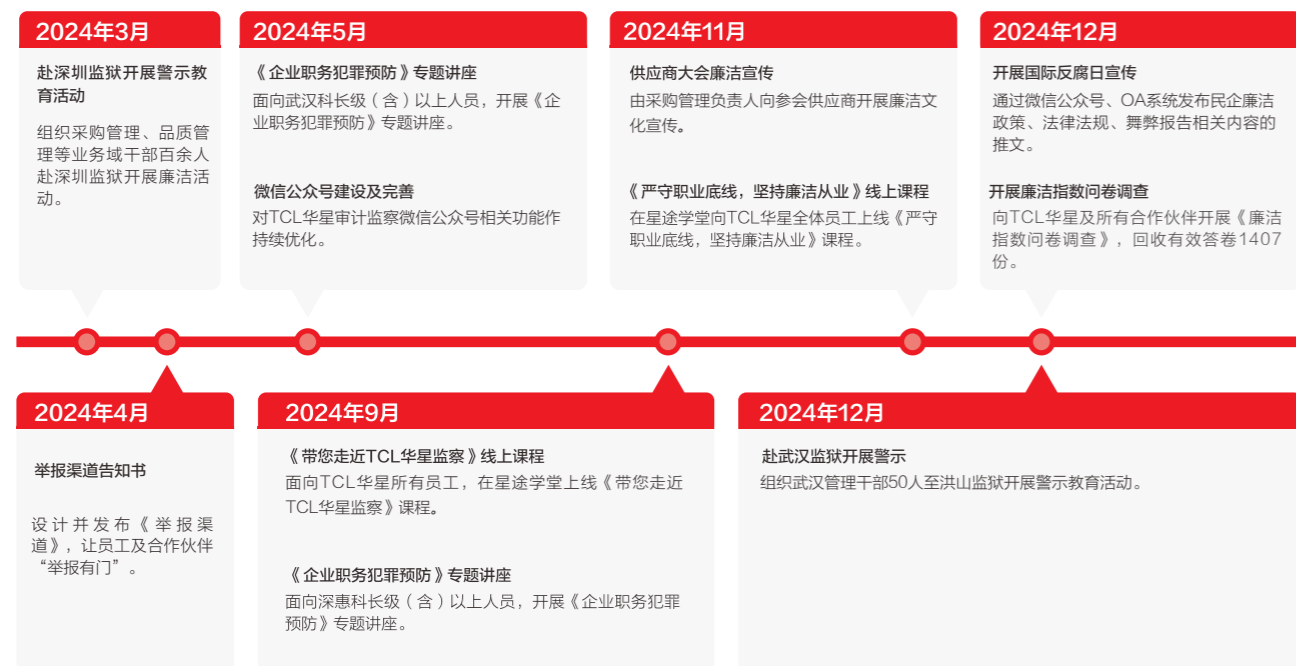 2024年3月
赴深圳监狱开展警示教
育活动
组织采购管理、品质管
理等业务域干部百余人
赴深圳监狱开展廉洁活
动。
2024年5月
《企业职务犯罪预防》专题讲座
面向武汉科长级（含）以上人员，开展《企
业职务犯罪预防》专题讲座。
微信公众号建设及完善
对TCL华星审计监察微信公众号相关功能作
持续优化。
2024年11月
供应商大会廉洁宣传
由采购管理负责人向参会供应商开展廉洁文
化宣传。
《严守职业底线，坚持廉洁从业》线上课程
在星途学堂向TCL华星全体员工上线《严守
职业底线，坚持廉洁从业》课程。
2024年12月
开展国际反腐日宣传
通过微信公众号、OA系统发布民企廉洁
政策、法律法规、舞弊报告相关内容的
推文。
开展廉洁指数问卷调查
向TCL华星及所有合作伙伴开展《廉洁
指数问卷调查》，回收有效答卷1407
份。
2024年4月
举报渠道告知书
设计并发布《举报渠
道》，让员工及合作伙伴
“举报有门”。
2024年9月
《带您走近TCL华星监察》线上课程
面向TCL华星所有员工，在星途学堂上线《带您走近
TCL华星监察》课程。
《企业职务犯罪预防》专题讲座
面向深惠科长级（含）以上人员，开展《企业职务犯罪
预防》专题讲座。
2024年12月
赴武汉监狱开展警示
组织武汉管理干部50人至洪山监狱开展警示教育活动。